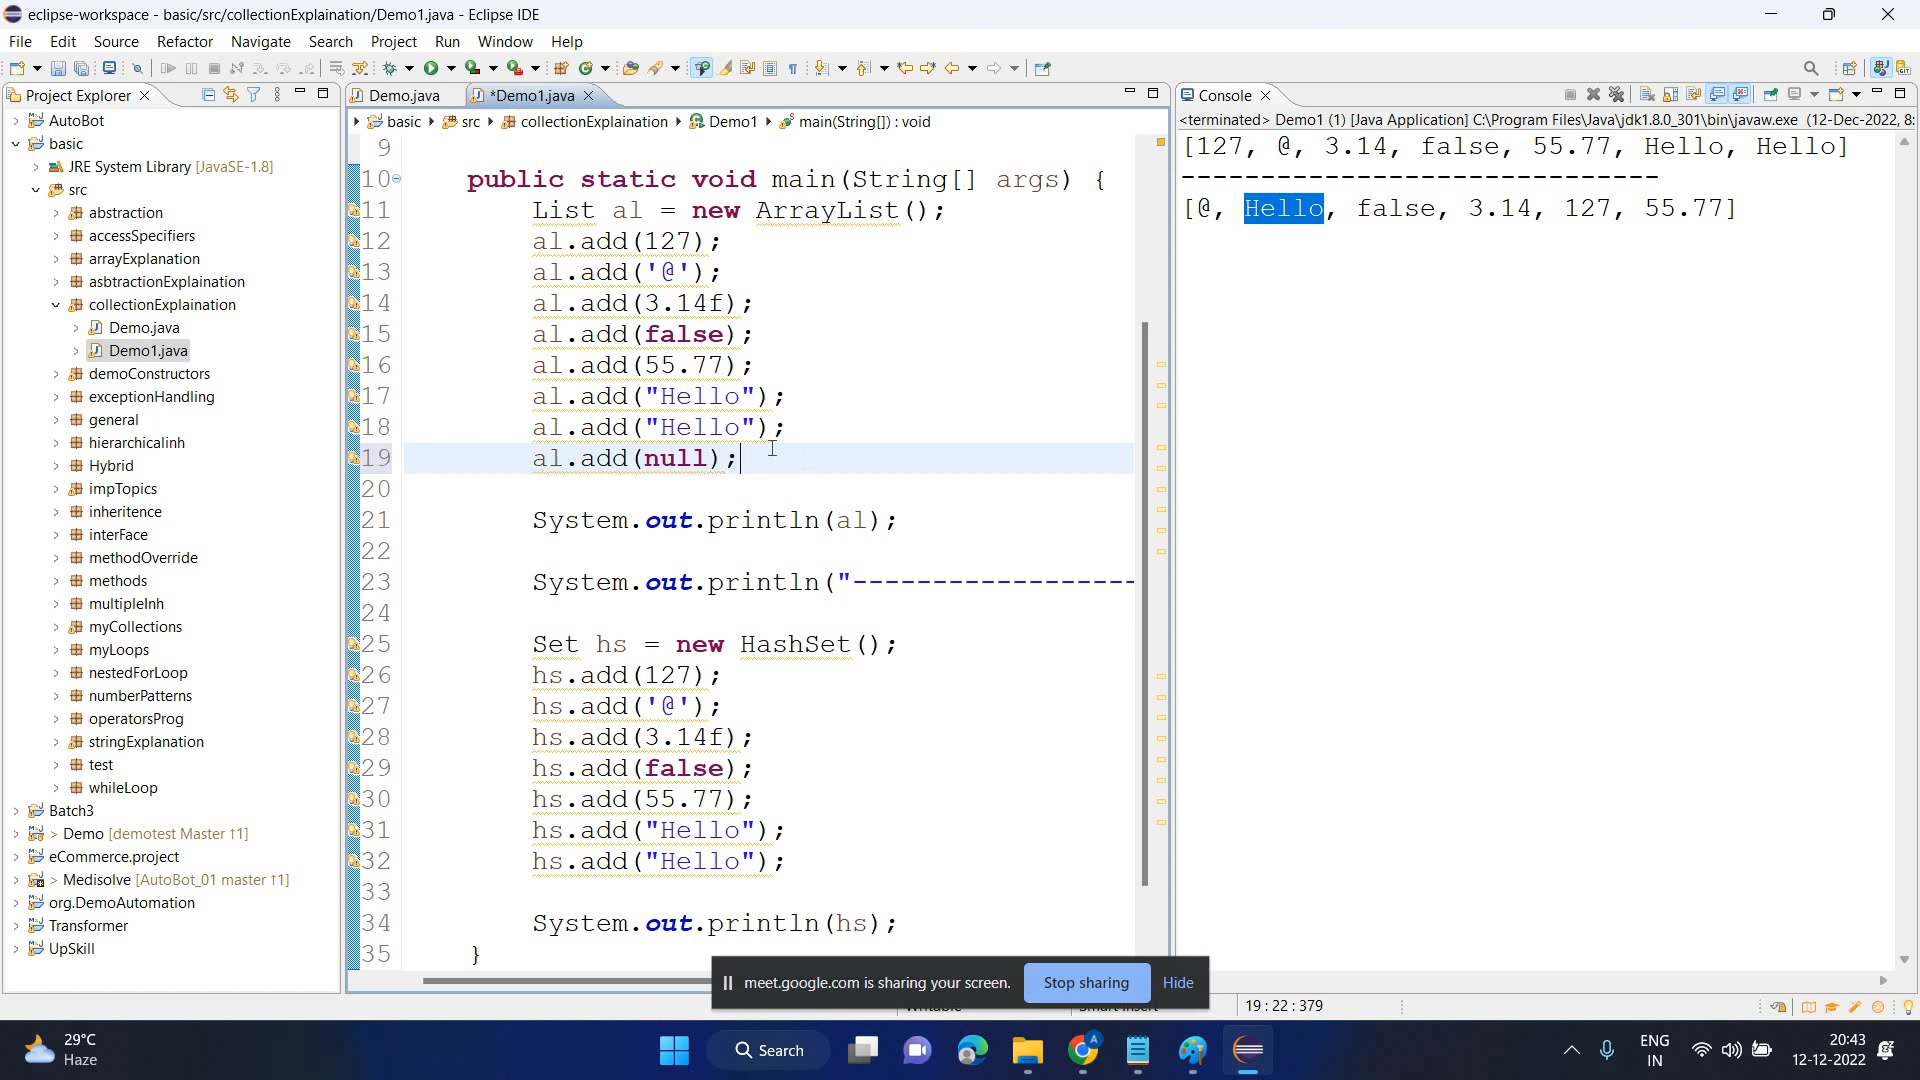 eclipse-workspace - basic/src/collectionExplaination/Demo1.java - Eclipse IDE
File Edit Source Refactor Navigate Search Project Run Window Help
Project Explorer
Demo.java
*Demo1.java
Console
basic src collectionExplaination Demo1 main(String[]) : void
<terminated> Demo1 (1) [Java Application] C:\Program Files\Java\jdk1.8.0_301\bin\javaw.exe (12-Dec-2022, 8:
AutoBot
basic
JRE System Library [JavaSE-1.8]
src
abstraction
accessSpecifiers
arrayExplanation
asbtractionExplaination
collectionExplaination
Demo.java
Demo1.java
demoConstructors
exceptionHandling
general
hierarchicalinh
Hybrid
impTopics
inheritence
interFace
methodOverride
methods
multipleInh
myCollections
myLoops
nestedForLoop
numberPatterns
operatorsProg
stringExplanation
test
whileLoop
Batch3
> Demo [demotest Master ↑1]
eCommerce.project
> Medisolve [AutoBot_01 master ↑1]
org.DemoAutomation
Transformer
UpSkill
9
10 public static void main(String[] args) {
11 List al = new ArrayList();
12 al.add(127);
13 al.add('@');
14 al.add(3.14f);
15 al.add(false);
16 al.add(55.77);
17 al.add("Hello");
18 al.add("Hello");
19 al.add(null);
20
21 System.out.println(al);
22
23 System.out.println("------------------
24
25 Set hs = new HashSet();
26 hs.add(127);
27 hs.add('@');
28 hs.add(3.14f);
29 hs.add(false);
30 hs.add(55.77);
31 hs.add("Hello");
32 hs.add("Hello");
33
34 System.out.println(hs);
35 }
[127, @, 3.14, false, 55.77, Hello, Hello]
------------------------------
[@, Hello, false, 3.14, 127, 55.77]
meet.google.com is sharing your screen. Stop sharing Hide
19 : 22 : 379
29°C
Haze
Search
ENG
IN
20:43
12-12-2022